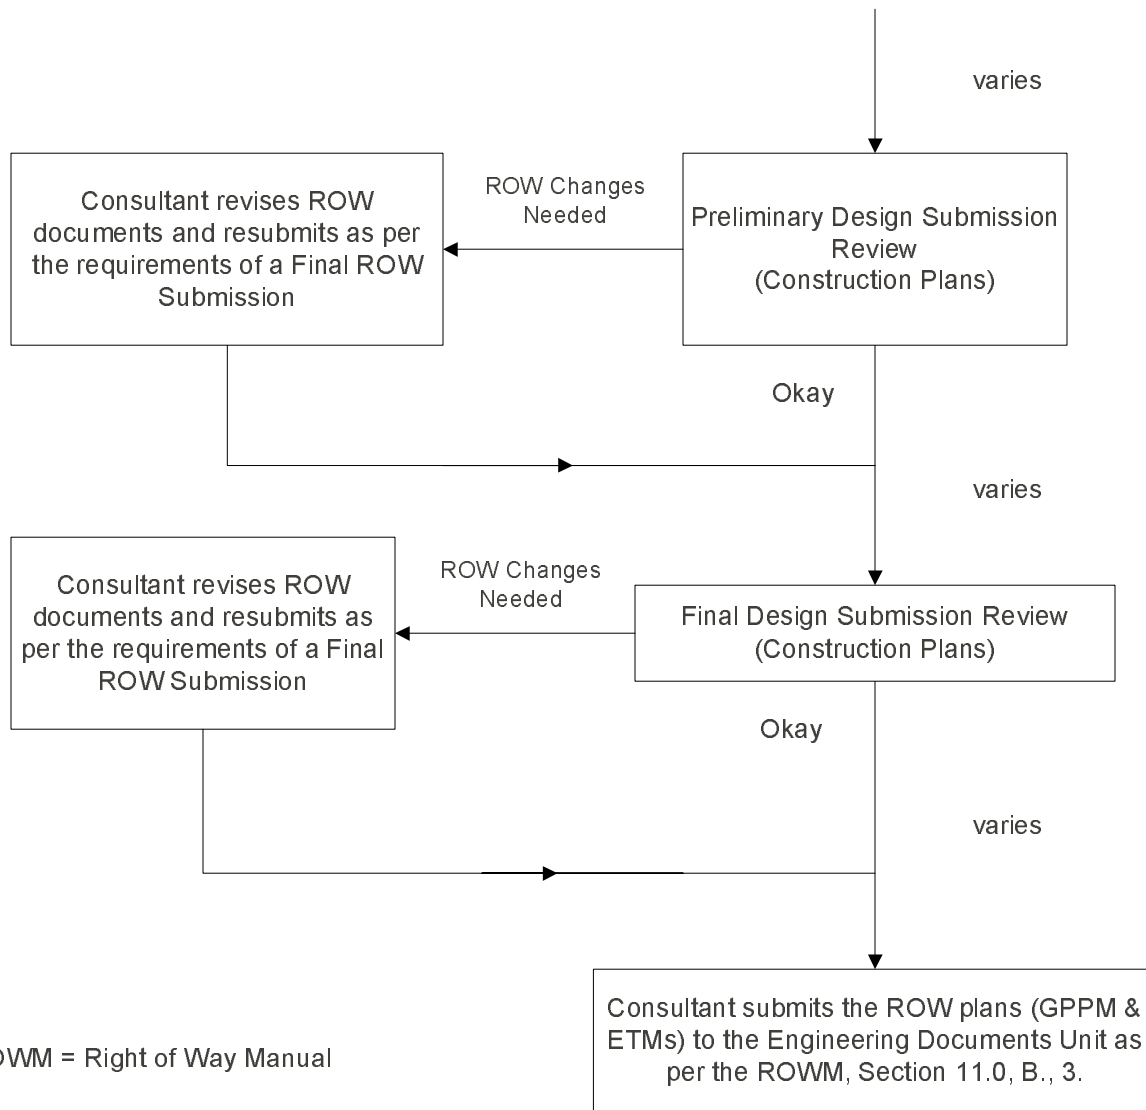 varies
Consultant revises ROW
documents and resubmits as per
the requirements of a Final ROW
Submission
ROW Changes
Needed
Preliminary Design Submission
Review
(Construction Plans)
Okay
varies
Consultant revises ROW
documents and resubmits as
per the requirements of a Final
ROW Submission
ROW Changes
Needed
Final Design Submission Review
(Construction Plans)
Okay
varies
Consultant submits the ROW plans (GPPM &
ETMs) to the Engineering Documents Unit as
per the ROWM, Section 11.0, B., 3.
OWM = Right of Way Manual